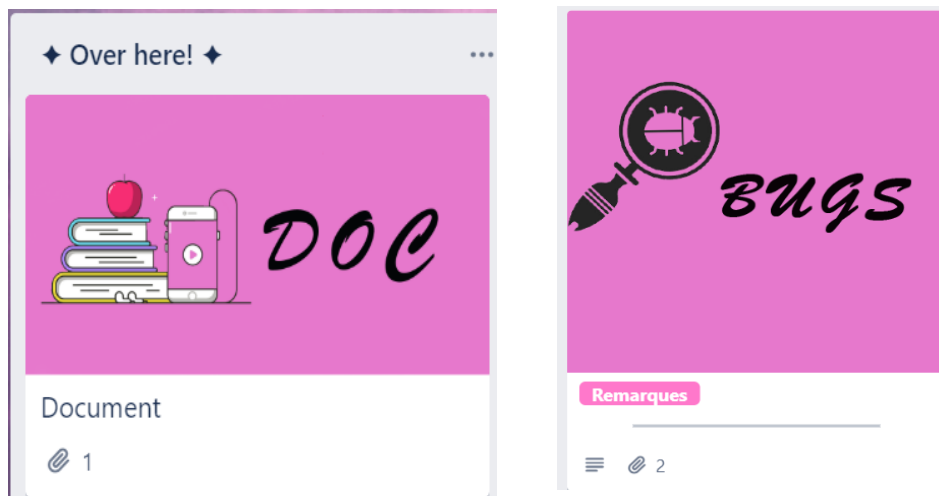 ✦ Over here! ✦
DOC
Document
1
BUGS
Remarques
2